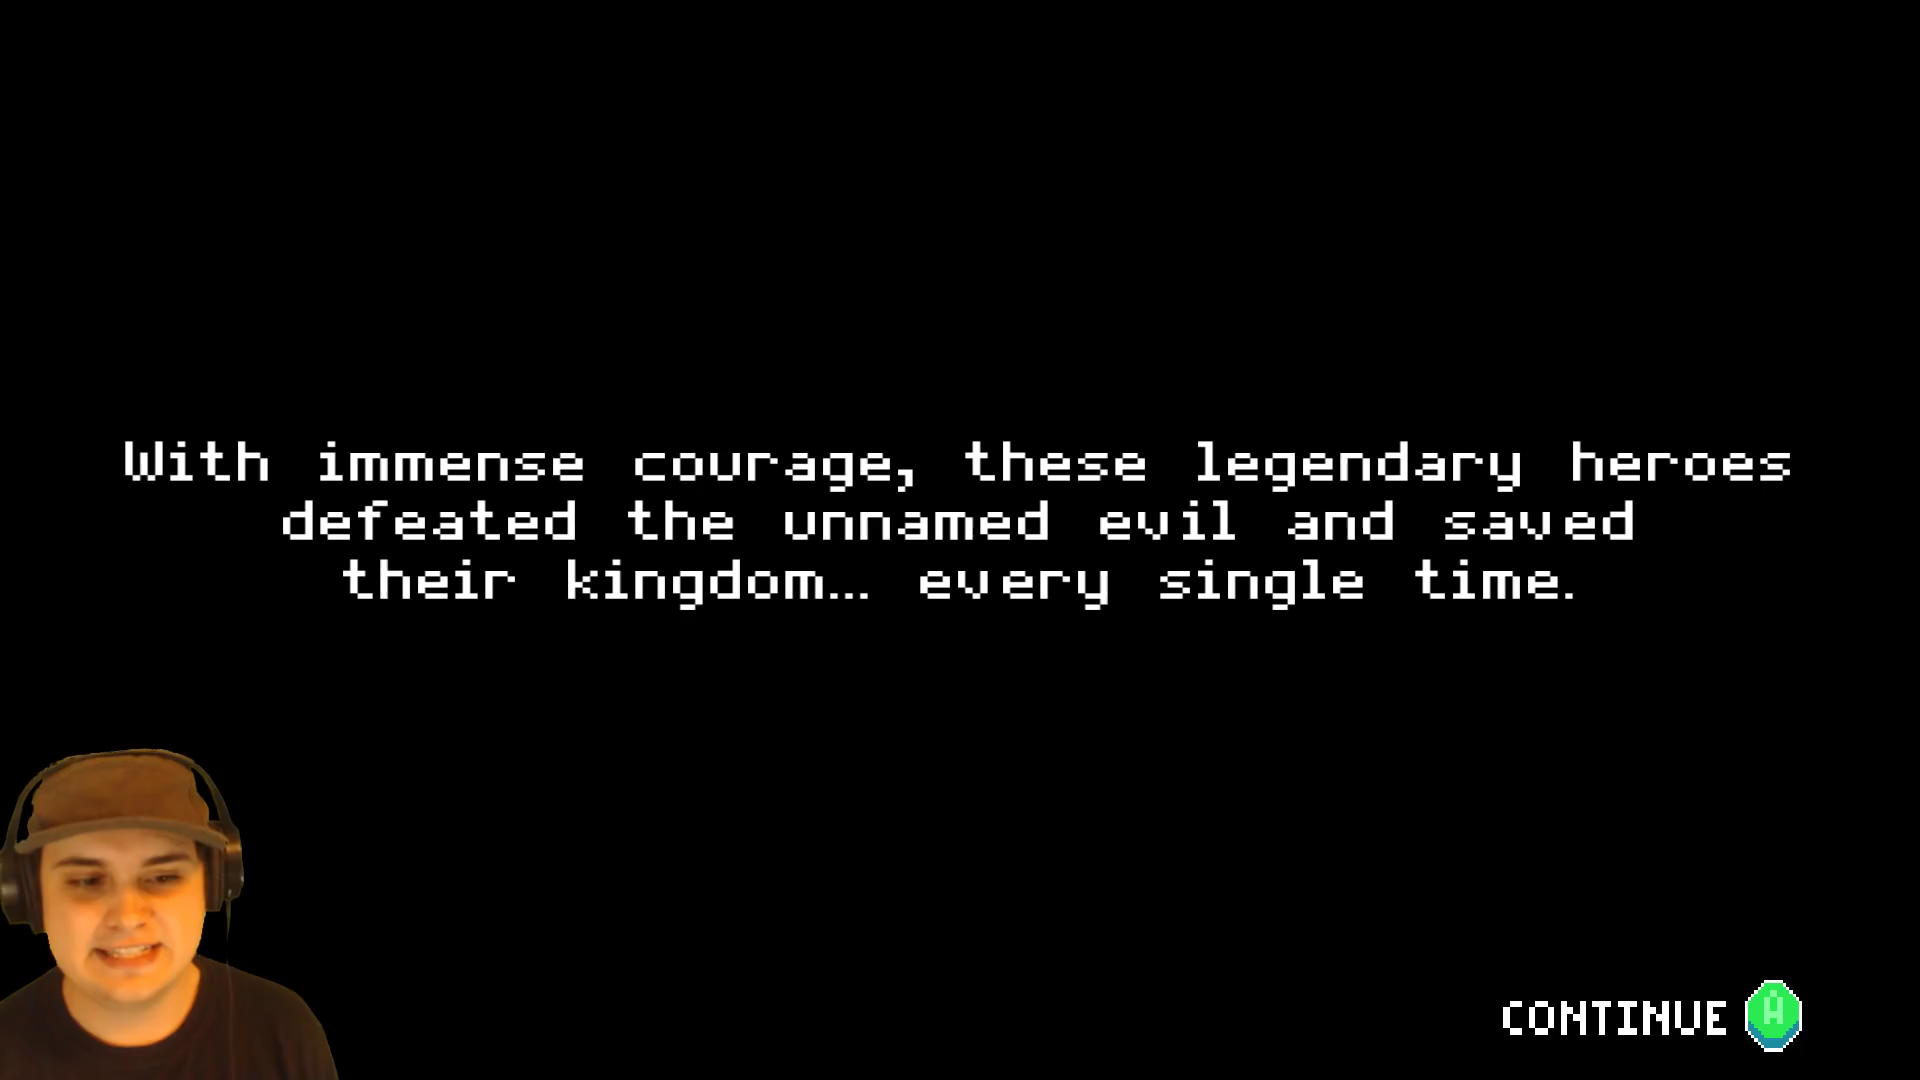 With immense courage, these legendary heroes
defeated the unnamed evil and saved
their kingdom... every single time.
CONTINUE A